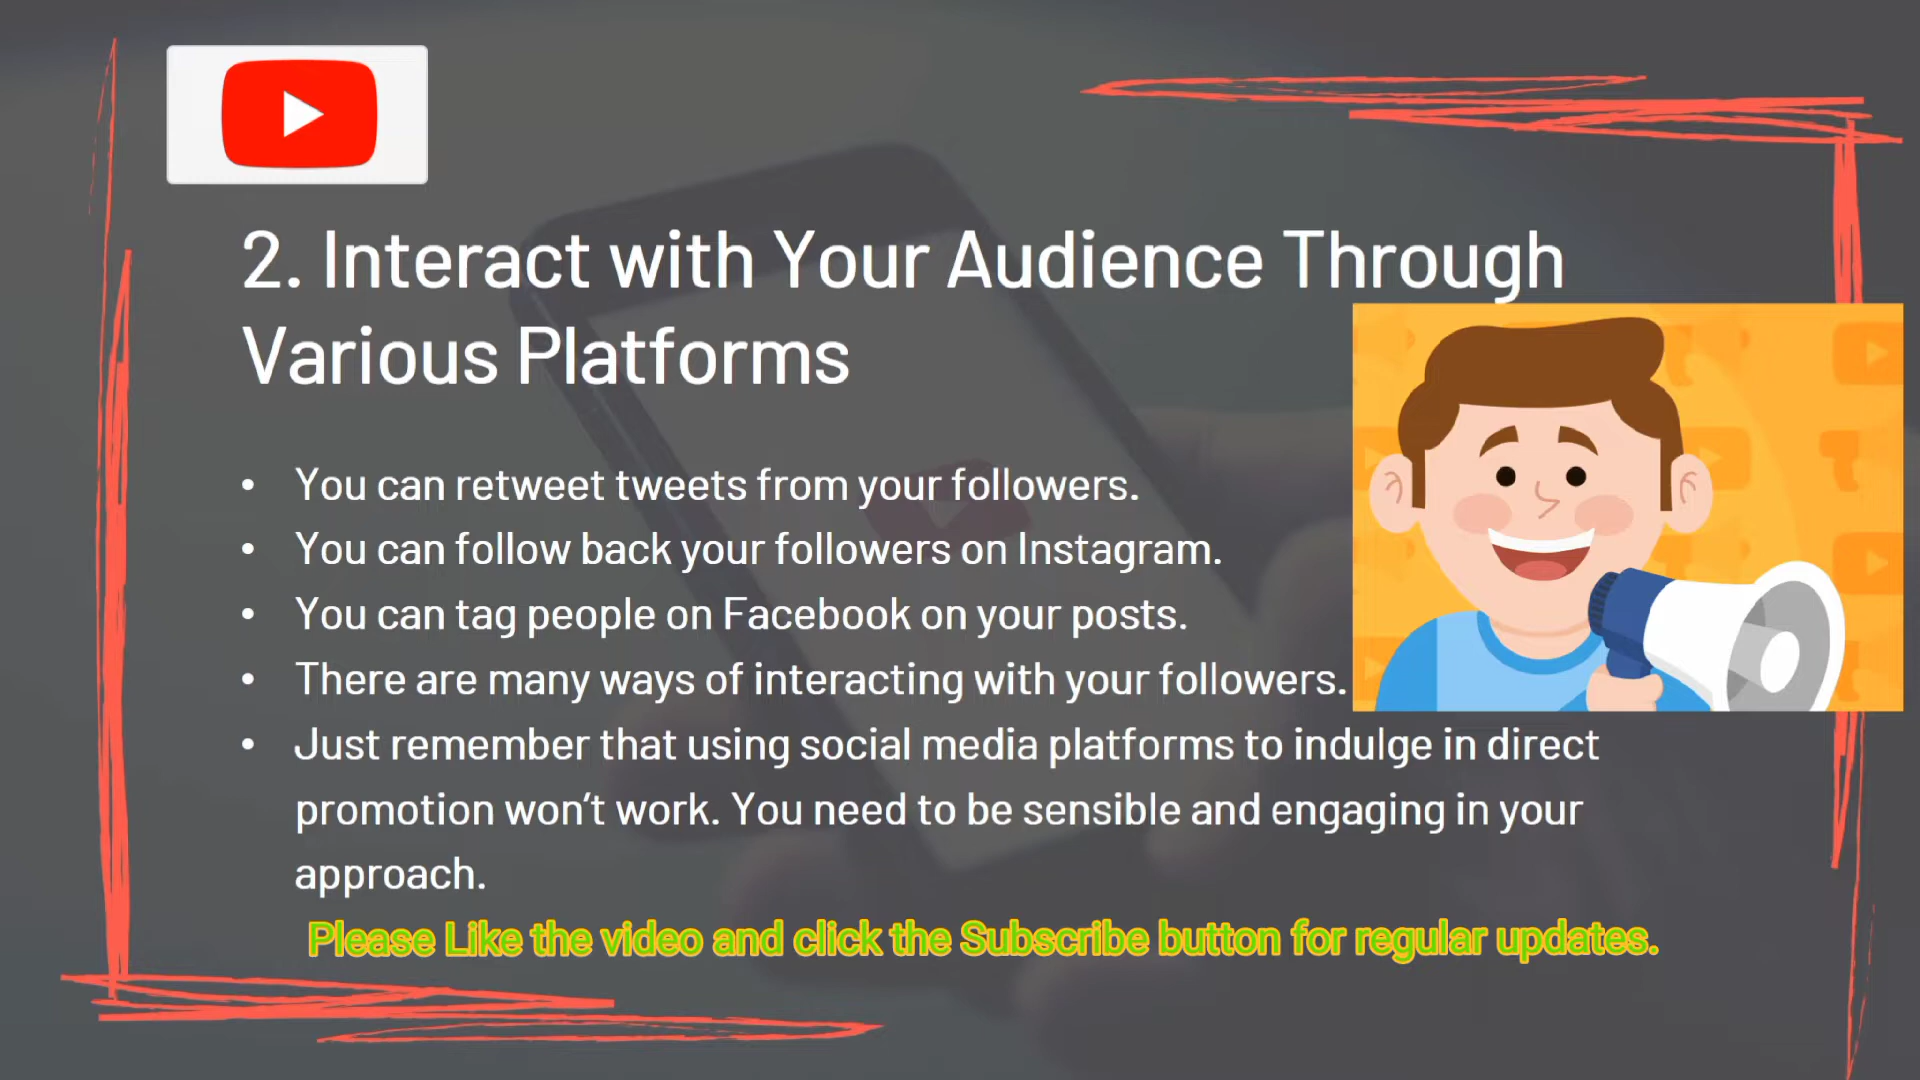 2. Interact with Your Audience Through
Various Platforms
• You can retweet tweets from your followers.
• You can follow back your followers on Instagram.
• You can tag people on Facebook on your posts.
• There are many ways of interacting with your followers.
• Just remember that using social media platforms to indulge in direct
promotion won’t work. You need to be sensible and engaging in your
approach.
Please Like the video and click the Subscribe button for regular updates.